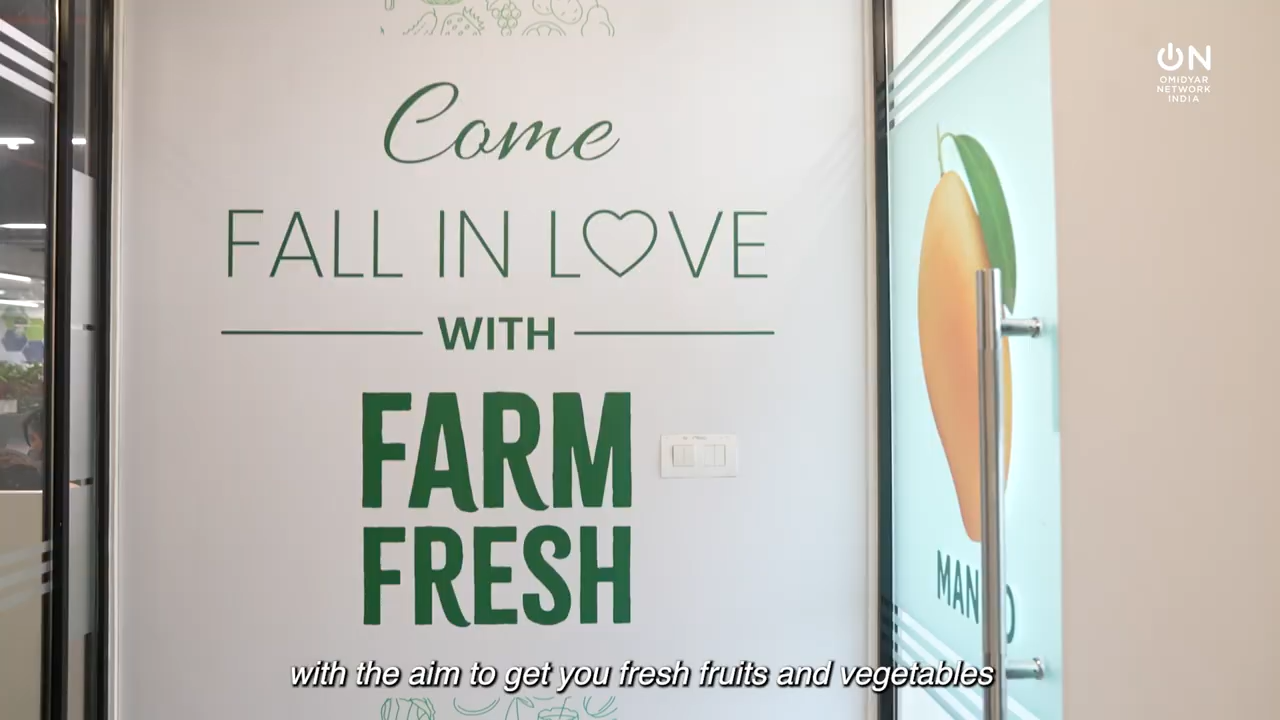 ON
OMIDYAR
NETWORK
INDIA
Come
FALL IN LOVE
WITH
FARM
FRESH
with the aim to get you fresh fruits and vegetables